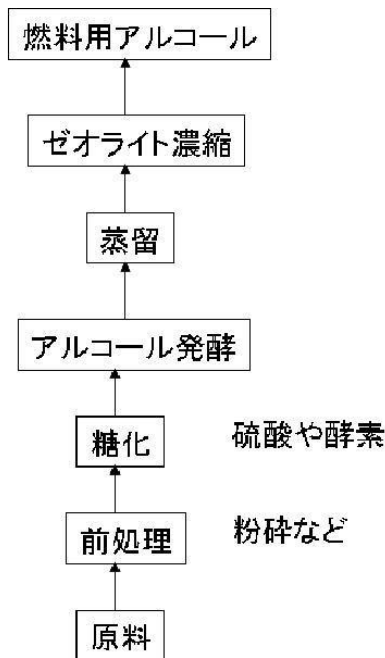 燃料用アルコール
ゼオライト濃縮
蒸留
アルコール発酵
糖化 硫酸や酵素
前処理 粉砕など
原料